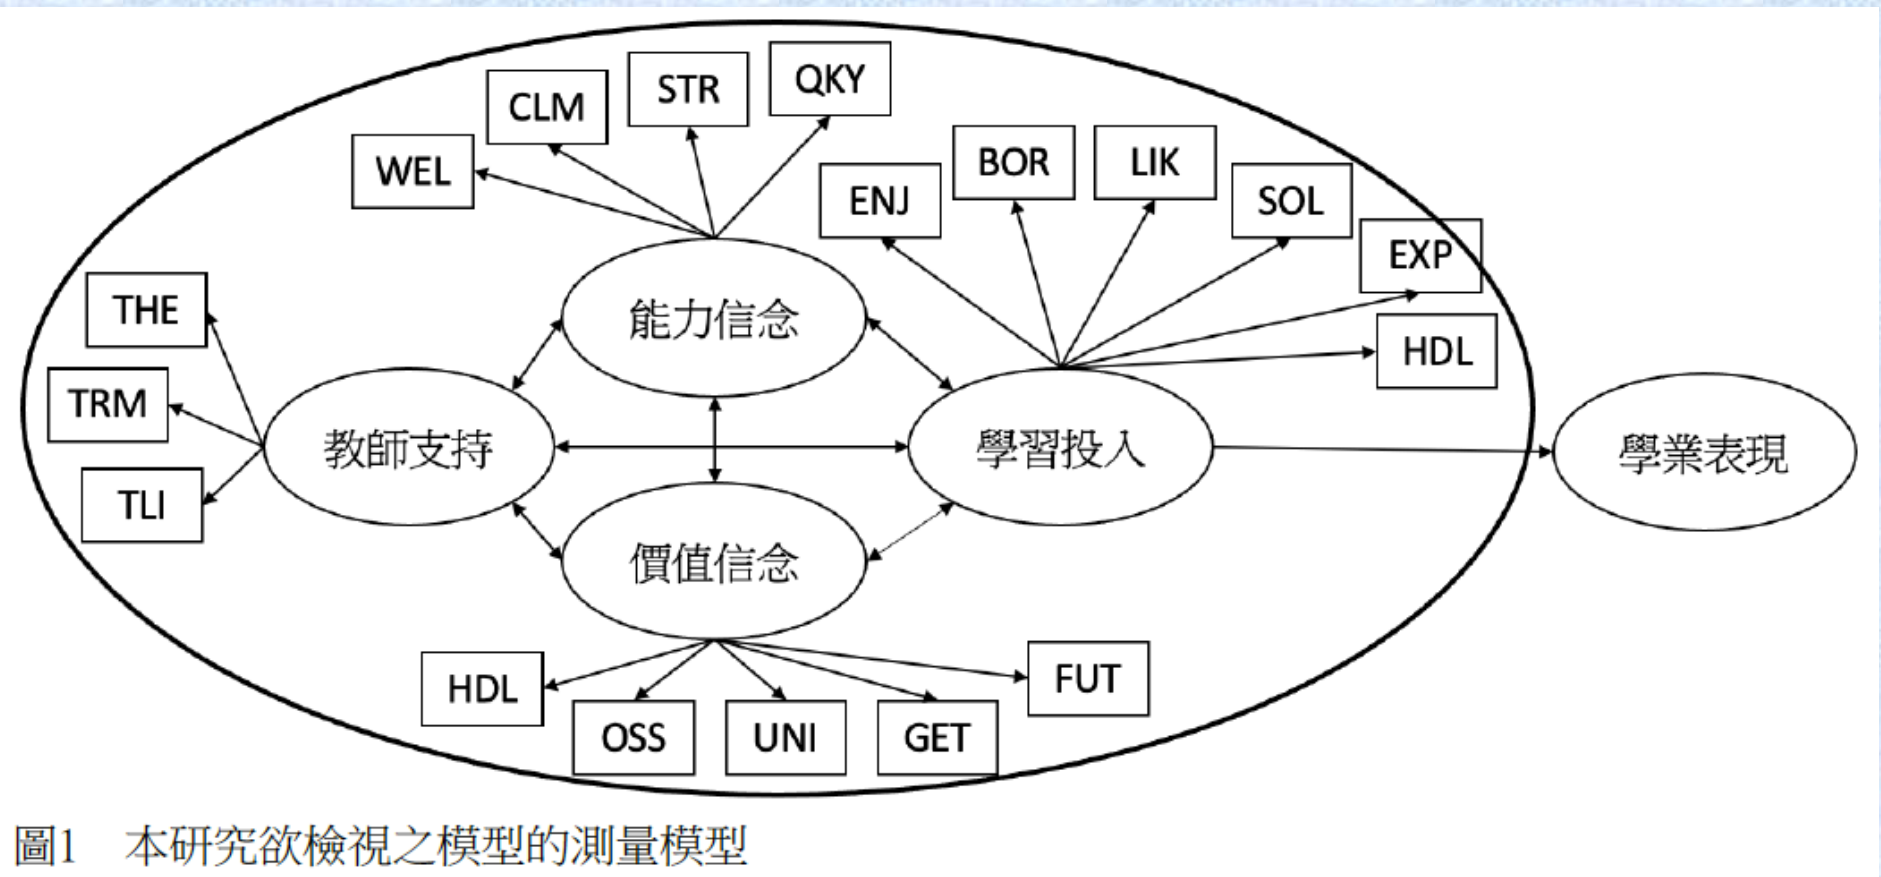 QKY
STR
CLM
WEL
BOR
LIK
ENJ
SOL
EXP
HDL
THE
TRM
TLI
能力信念
教師支持
學習投入
學業表現
價值信念
HDL
OSS
UNI
GET
FUT
圖1 本研究欲檢視之模型的測量模型